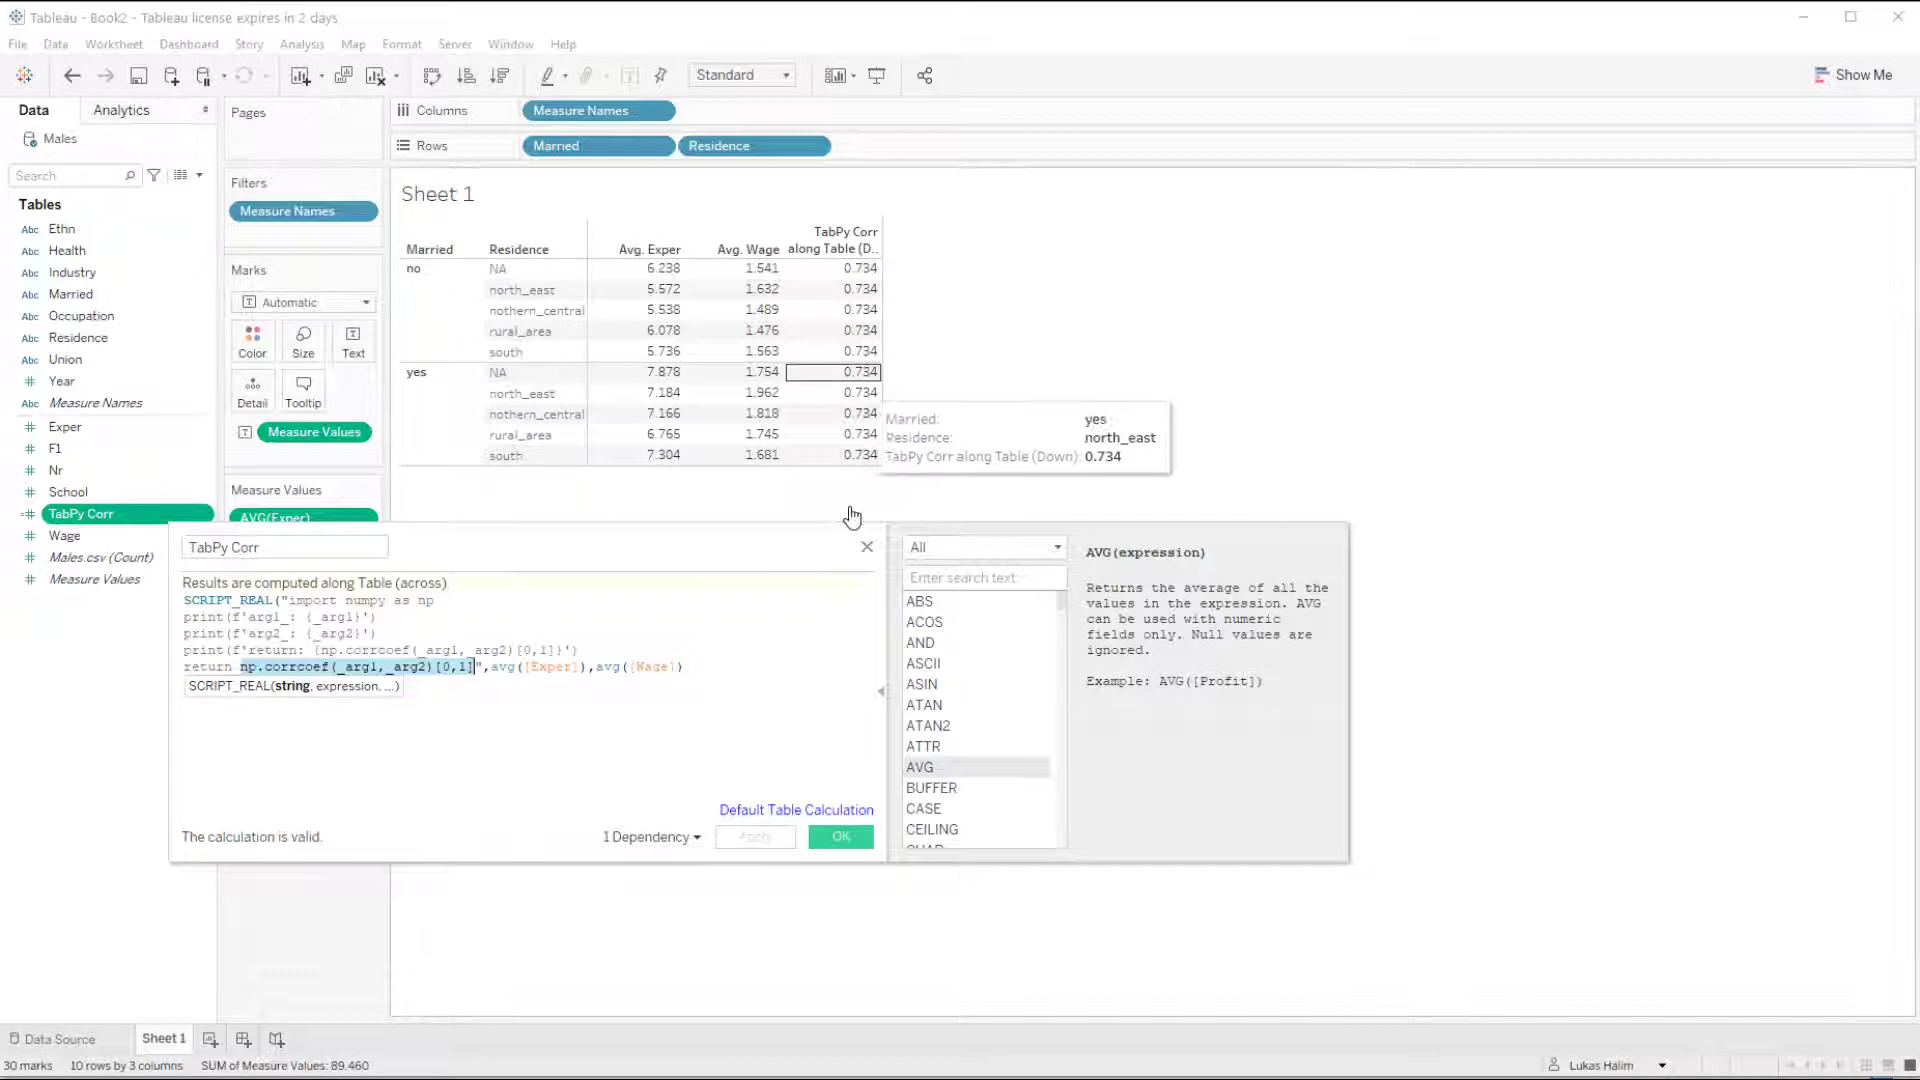 Tableau - Book2 - Tableau license expires in 2 days
File Data Worksheet Dashboard Story Analysis Map Format Server Window Help
Standard
Show Me
Data Analytics
Males
Search
Tables
Abc Ethn
Abc Health
Abc Industry
Abc Married
Abc Occupation
Abc Residence
Abc Union
# Year
Abc Measure Names
# Exper
# F1
# Nr
# School
=# TabPy Corr
# Wage
# Males.csv (Count)
# Measure Values
Pages
Filters
Measure Names
Marks
Automatic
Color Size Text
Detail Tooltip
Measure Values
Measure Values
AVG(Exper)
Columns Measure Names
Rows Married Residence
Sheet 1
TabPy Corr
Married Residence Avg. Exper Avg. Wage along Table (D..
no NA 6.238 1.541 0.734
north_east 5.572 1.632 0.734
nothern_central 5.538 1.489 0.734
rural_area 6.078 1.476 0.734
south 5.736 1.563 0.734
yes NA 7.878 1.754 0.734
north_east 7.184 1.962 0.734
nothern_central 7.166 1.818 0.734
rural_area 6.765 1.745 0.734
south 7.304 1.681 0.734
Married: yes
Residence: north_east
TabPy Corr along Table (Down): 0.734
TabPy Corr
Results are computed along Table (across).
SCRIPT_REAL("import numpy as np
print(f'arg1_: {_arg1}')
print(f'arg2_: {_arg2}')
print(f'return: {np.corrcoef(_arg1,_arg2)[0,1]}')
return np.corrcoef(_arg1,_arg2)[0,1]",avg([Exper]),avg([Wage])
SCRIPT_REAL(string, expression, ...)
Default Table Calculation
The calculation is valid.
1 Dependency
Apply
OK
All
Enter search text
ABS
ACOS
AND
ASCII
ASIN
ATAN
ATAN2
ATTR
AVG
BUFFER
CASE
CEILING
CHAR
AVG(expression)
Returns the average of all the
values in the expression. AVG
can be used with numeric
fields only. Null values are
ignored.
Example: AVG([Profit])
Data Source Sheet 1
30 marks 10 rows by 3 columns SUM of Measure Values: 89.460
Lukas Halim